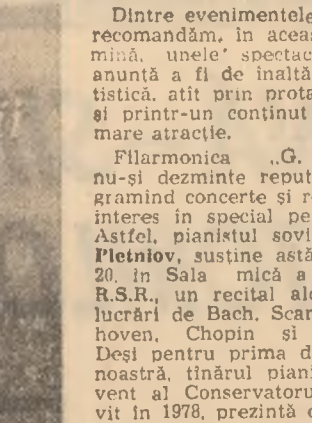 Dintre evenimentele
recomandăm, în aceas
mină, unele spectac
anunță a fi de înaltă
tistică, atît prin prota
și printr-un conținut
mare atracție.
Filarmonica „G.
nu-și dezminte reput
gramind concerte și re
interes în special pe
Astfel, pianistul sovi
Pletniov, susține astă
20, în Sala mică a
R.S.R., un recital alc
lucrări de Bach, Scar
hoven, Chopin și
Deși pentru prima d
noastră, tînărul piani
vent al Conservatoru
vit în 1978, prezintă c